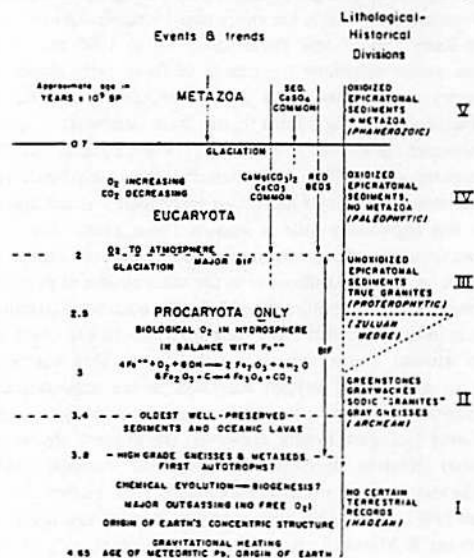 Lithological-
Events & trends
Historical
Divisions
Approximate age in
YEARS x 10⁹ BP
METAZOA
SED.
CaSO₄
COMMON
OXIDIZED
EPICRATONAL
SEDIMENTS
+ METAZOA
(PHANEROZOIC)
V
0.7
GLACIATION
O₂ INCREASING
CO₂ DECREASING
CaMg(CO₃)₂
CaCO₃
COMMON
RED
BEDS
EUCARYOTA
OXIDIZED
EPICRATONAL
SEDIMENTS,
NO METAZOA
(PALEOPHYTIC)
IV
2
O₂ TO ATMOSPHERE
GLACIATION
MAJOR BIF
UNOXIDIZED
EPICRATONAL
SEDIMENTS
TRUE GRANITES
(PROTEROPHYTIC)
III
2.5
PROCARYOTA ONLY
BIOLOGICAL O₂ IN HYDROSPHERE
IN BALANCE WITH Fe⁺⁺
(ZULUAN
WEDGE)
BIF
3
4Fe⁺⁺ + O₂ + 8OH → 2Fe₂O₃ + 4H₂O
6Fe₂O₃ + C → 4Fe₃O₄ + CO₂
GREENSTONES
GRAYWACKES
SODIC "GRANITES"
GRAY GNEISSES
(ARCHEAN)
II
3.4
OLDEST WELL-PRESERVED
SEDIMENTS AND OCEANIC LAVAS
3.8
HIGH GRADE GNEISSES & METASEDS
FIRST AUTOTROPHS?
CHEMICAL EVOLUTION → BIOGENESIS?
MAJOR OUTGASSING (NO FREE O₂)
ORIGIN OF EARTH'S CONCENTRIC STRUCTURE
NO CERTAIN
TERRESTRIAL
RECORDS
(HADEAN)
I
GRAVITATIONAL HEATING
4.65 AGE OF METEORITIC Pb, ORIGIN OF EARTH